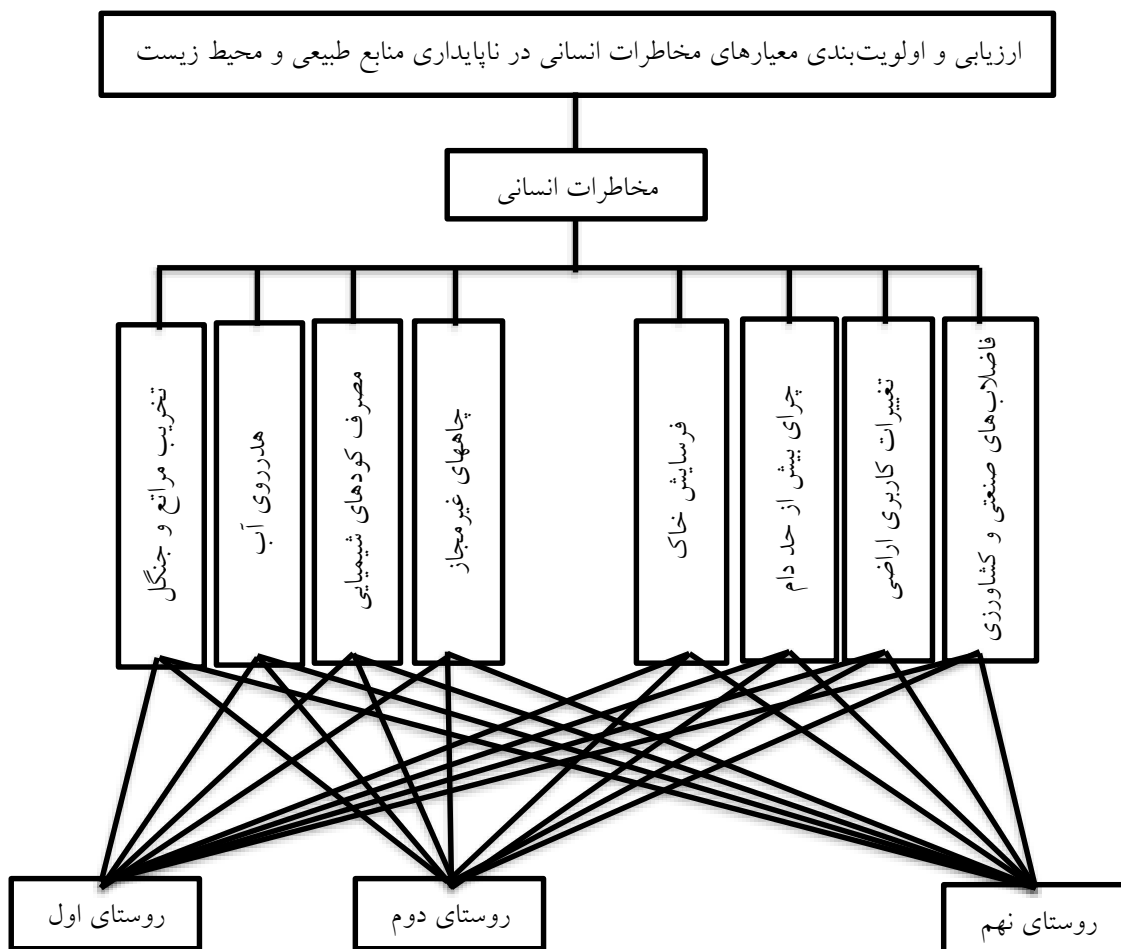 ارزیابی و اولویت‌بندی معیارهای مخاطرات انسانی در ناپایداری منابع طبیعی و محیط زیست
مخاطرات انسانی
فاضلاب‌های صنعتی و کشاورزی
تغییرات کاربری اراضی
چرای بیش از حد دام
فرسایش خاک
چاههای غیرمجاز
مصرف کودهای شیمیایی
هدرروی آب
تخریب مراتع و جنگل
روستای نهم
روستای دوم
روستای اول